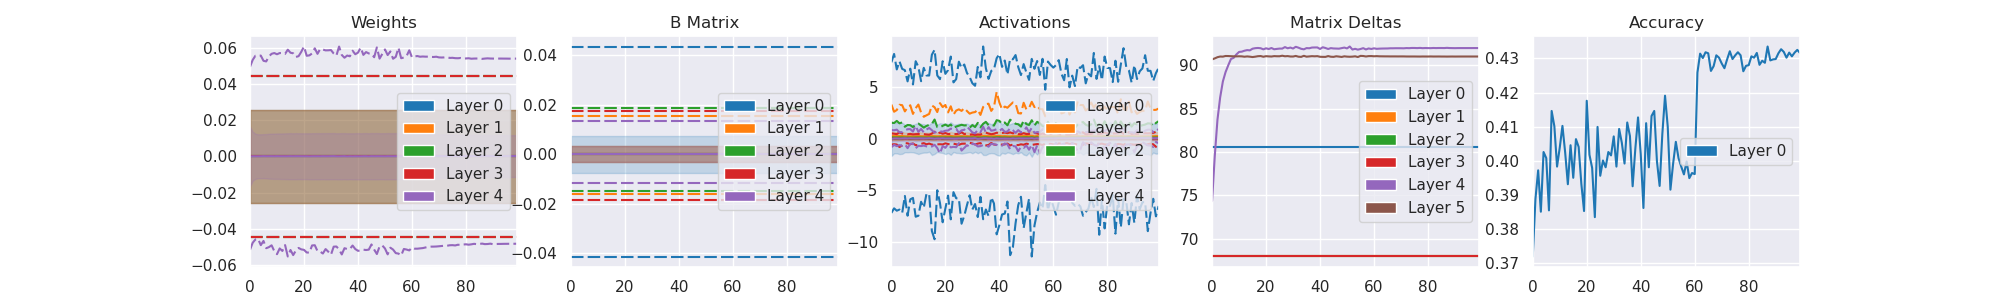 Weights
0.06
0.04
0.02
0.00
−0.02
−0.04
−0.06
0 20 40 60 80
Layer 0
Layer 1
Layer 2
Layer 3
Layer 4
B Matrix
0.04
0.02
0.00
−0.02
−0.04
0 20 40 60 80
Layer 0
Layer 1
Layer 2
Layer 3
Layer 4
Activations
5
0
−5
−10
0 20 40 60 80
Layer 0
Layer 1
Layer 2
Layer 3
Layer 4
Matrix Deltas
90
85
80
75
70
0 20 40 60 80
Layer 0
Layer 1
Layer 2
Layer 3
Layer 4
Layer 5
Accuracy
0.43
0.42
0.41
0.40
0.39
0.38
0.37
0 20 40 60 80
Layer 0